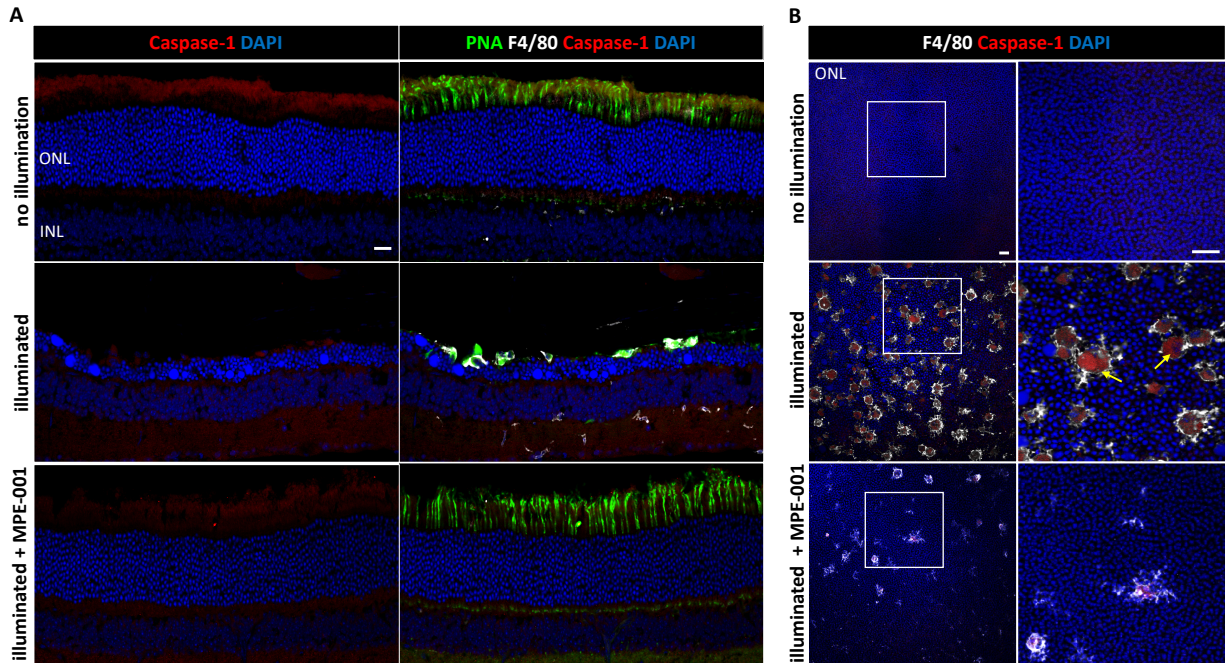 A
B
Caspase-1 DAPI
PNA F4/80 Caspase-1 DAPI
F4/80 Caspase-1 DAPI
no illumination
ONL
INL
no illumination
ONL
illuminated
illuminated
illuminated + MPE-001
illuminated + MPE-001